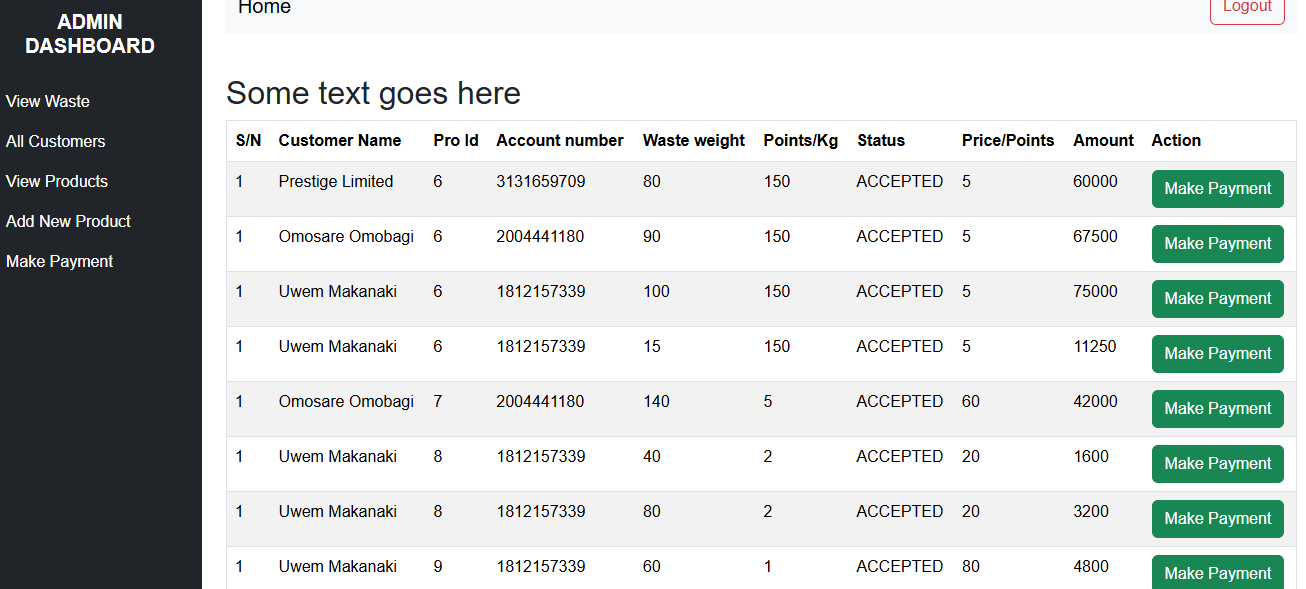 ADMIN
DASHBOARD
View Waste
All Customers
View Products
Add New Product
Make Payment
Home
Logout
Some text goes here
S/N Customer Name Pro Id Account number Waste weight Points/Kg Status Price/Points Amount Action
1 Prestige Limited 6 3131659709 80 150 ACCEPTED 5 60000 Make Payment
1 Omosare Omobagi 6 2004441180 90 150 ACCEPTED 5 67500 Make Payment
1 Uwem Makanaki 6 1812157339 100 150 ACCEPTED 5 75000 Make Payment
1 Uwem Makanaki 6 1812157339 15 150 ACCEPTED 5 11250 Make Payment
1 Omosare Omobagi 7 2004441180 140 5 ACCEPTED 60 42000 Make Payment
1 Uwem Makanaki 8 1812157339 40 2 ACCEPTED 20 1600 Make Payment
1 Uwem Makanaki 8 1812157339 80 2 ACCEPTED 20 3200 Make Payment
1 Uwem Makanaki 9 1812157339 60 1 ACCEPTED 80 4800 Make Payment